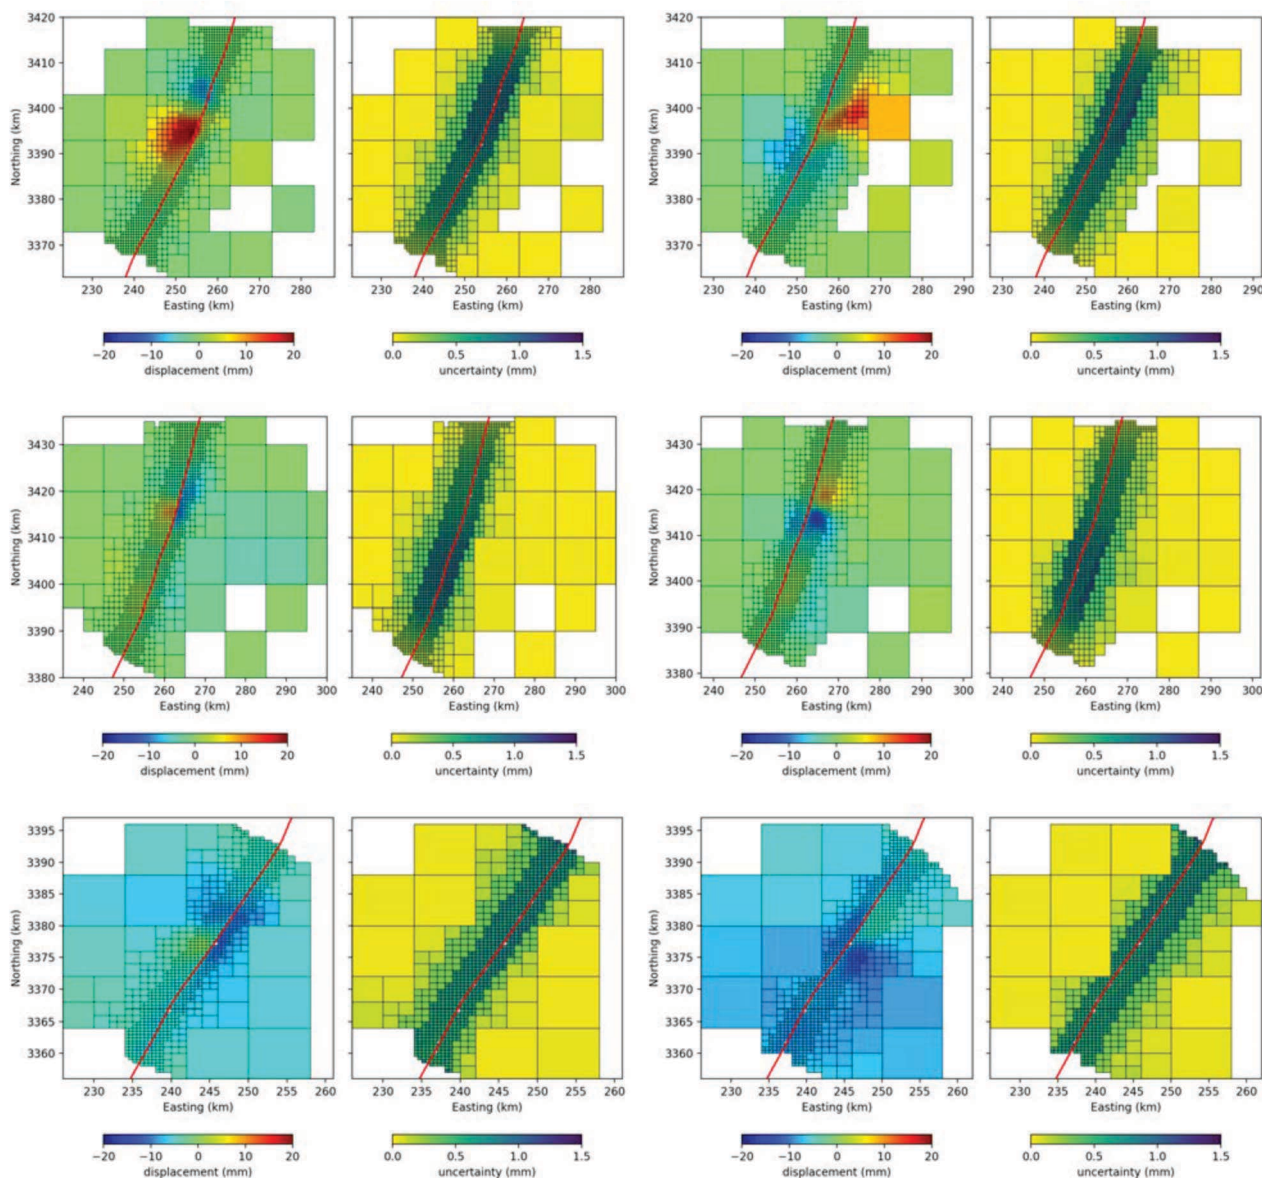 3420
3410
3400
3390
3380
3370
Northing (km)
230 240 250 260 270 280
Easting (km)
230 240 250 260 270 280
Easting (km)
−20 −10 0 10 20
displacement (mm)
0.0 0.5 1.0 1.5
uncertainty (mm)
3420
3410
3400
3390
3380
3370
Northing (km)
230 240 250 260 270 280 290
Easting (km)
230 240 250 260 270 280 290
Easting (km)
−20 −10 0 10 20
displacement (mm)
0.0 0.5 1.0 1.5
uncertainty (mm)
3430
3420
3410
3400
3390
3380
Northing (km)
240 250 260 270 280 290 300
Easting (km)
240 250 260 270 280 290 300
Easting (km)
−20 −10 0 10 20
displacement (mm)
0.0 0.5 1.0 1.5
uncertainty (mm)
3430
3420
3410
3400
3390
3380
Northing (km)
240 250 260 270 280 290 300
Easting (km)
240 250 260 270 280 290 300
Easting (km)
−20 −10 0 10 20
displacement (mm)
0.0 0.5 1.0 1.5
uncertainty (mm)
3395
3390
3385
3380
3375
3370
3365
3360
Northing (km)
230 235 240 245 250 255 260
Easting (km)
230 235 240 245 250 255 260
Easting (km)
−20 −10 0 10 20
displacement (mm)
0.0 0.5 1.0 1.5
uncertainty (mm)
3395
3390
3385
3380
3375
3370
3365
3360
Northing (km)
230 235 240 245 250 255 260
Easting (km)
230 235 240 245 250 255 260
Easting (km)
−20 −10 0 10 20
displacement (mm)
0.0 0.5 1.0 1.5
uncertainty (mm)